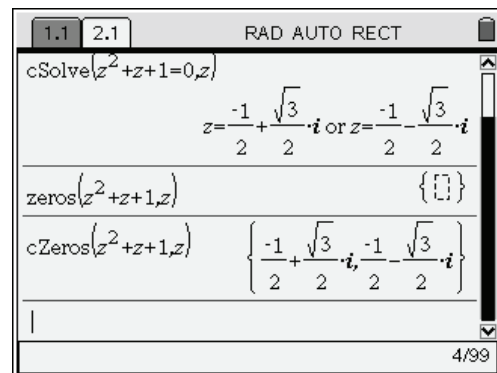 1.1 2.1 RAD AUTO RECT
cSolve(z²+z+1=0,z)
z=-1/2+√3/2·i or z=-1/2-√3/2·i
zeros(z²+z+1,z) {[]}
cZeros(z²+z+1,z) {-1/2+√3/2·i,-1/2-√3/2·i}
4/99